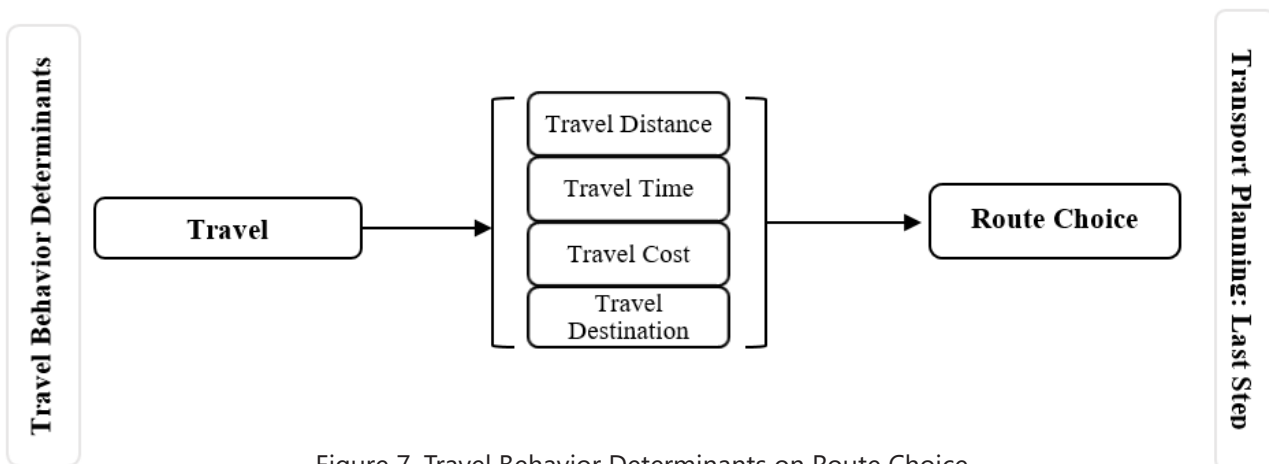 Travel Behavior Determinants
Travel
Travel Distance
Travel Time
Travel Cost
Travel
Destination
Route Choice
Transport Planning: Last Step
Figure 7. Travel Behavior Determinants on Route Choice